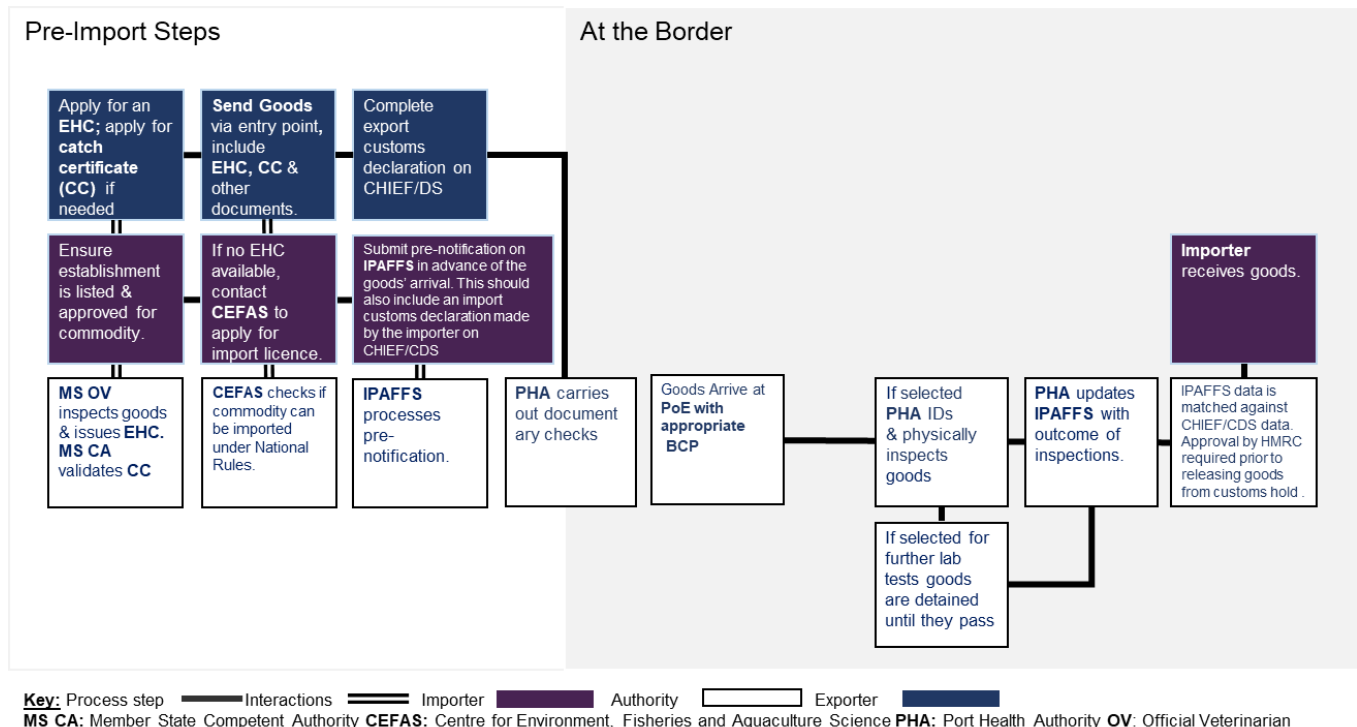 Pre-Import Steps
At the Border
Apply for an
EHC; apply for
catch
certificate
(CC) if
needed
Send Goods
via entry point,
include
EHC, CC &
other
documents.
Complete
export
customs
declaration on
CHIEF/DS
Ensure
establishment
is listed &
approved for
commodity.
If no EHC
available,
contact
CEFAS to
apply for
import licence.
Submit pre-notification on
IPAFFS in advance of the
goods' arrival. This should
also include an import
customs declaration made
by the importer on
CHIEF/CDS
Importer
receives goods.
MS OV
inspects goods
& issues EHC.
MS CA
validates CC
CEFAS checks if
commodity can
be imported
under National
Rules.
IPAFFS
processes
pre-
notification.
PHA carries
out document
ary checks
Goods Arrive at
PoE with
appropriate
BCP
If selected
PHA IDs
& physically
inspects
goods
PHA updates
IPAFFS with
outcome of
inspections.
IPAFFS data is
matched against
CHIEF/CDS data.
Approval by HMRC
required prior to
releasing goods
from customs hold .
If selected for
further lab
tests goods
are detained
until they pass
Key: Process step Interactions Importer Authority Exporter
MS CA: Member State Competent Authority CEFAS: Centre for Environment, Fisheries and Aquaculture Science PHA: Port Health Authority OV: Official Veterinarian